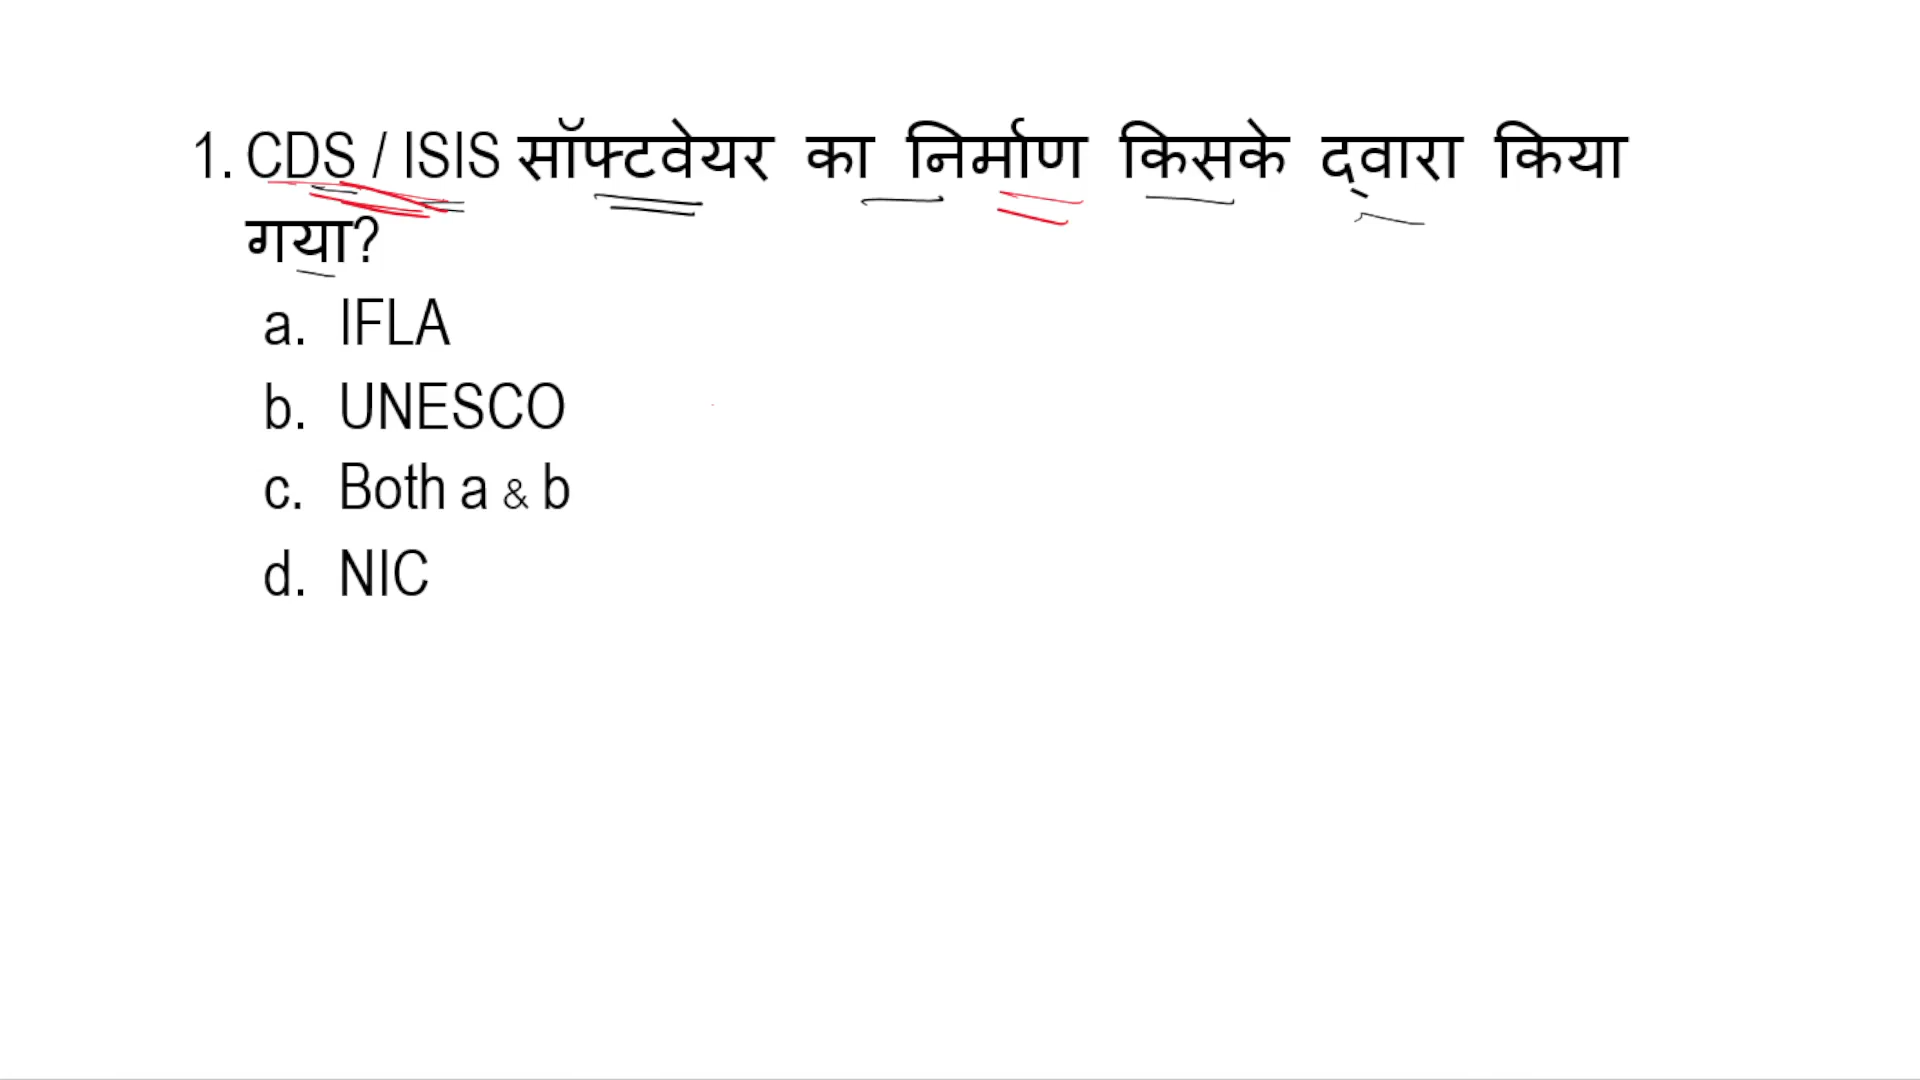 1. CDS / ISIS सॉफ्टवेयर का निर्माण किसके द्वारा किया
गया?
a. IFLA
b. UNESCO
c. Both a & b
d. NIC